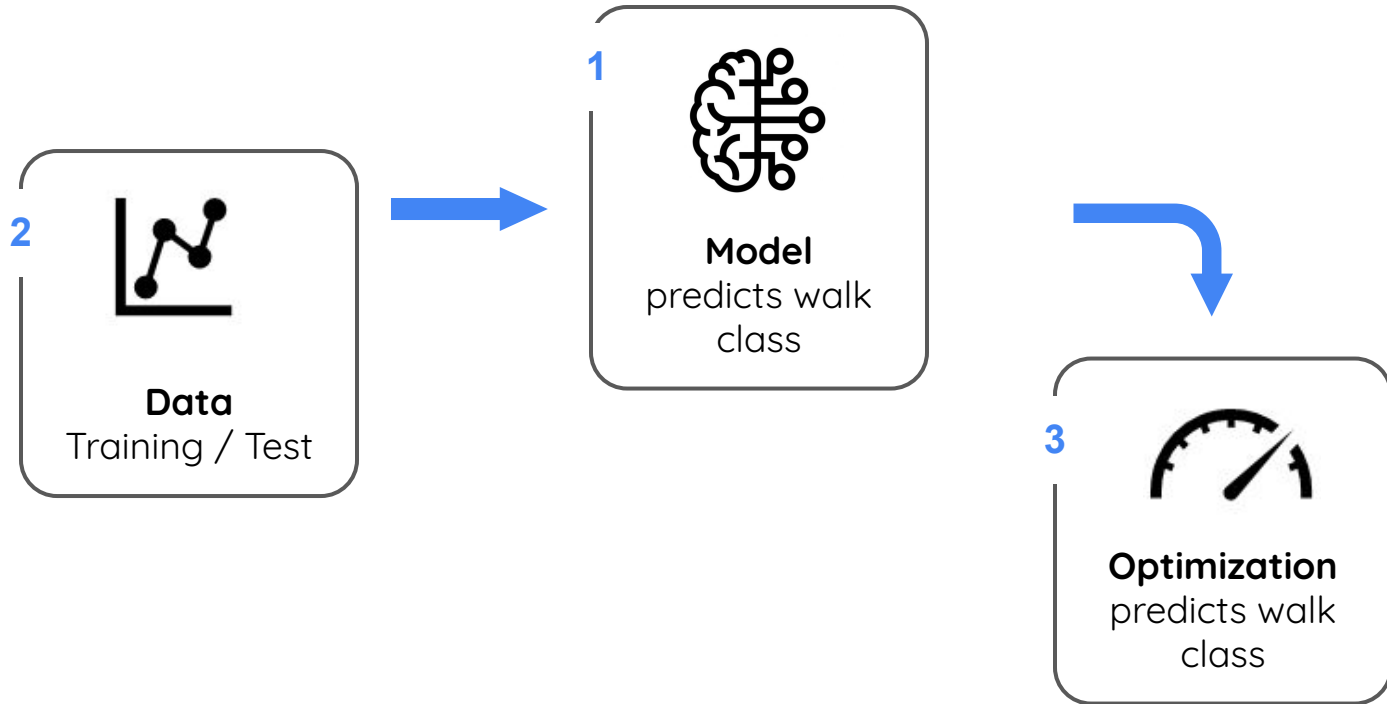 2
Data
Training / Test
1
Model
predicts walk
class
3
Optimization
predicts walk
class